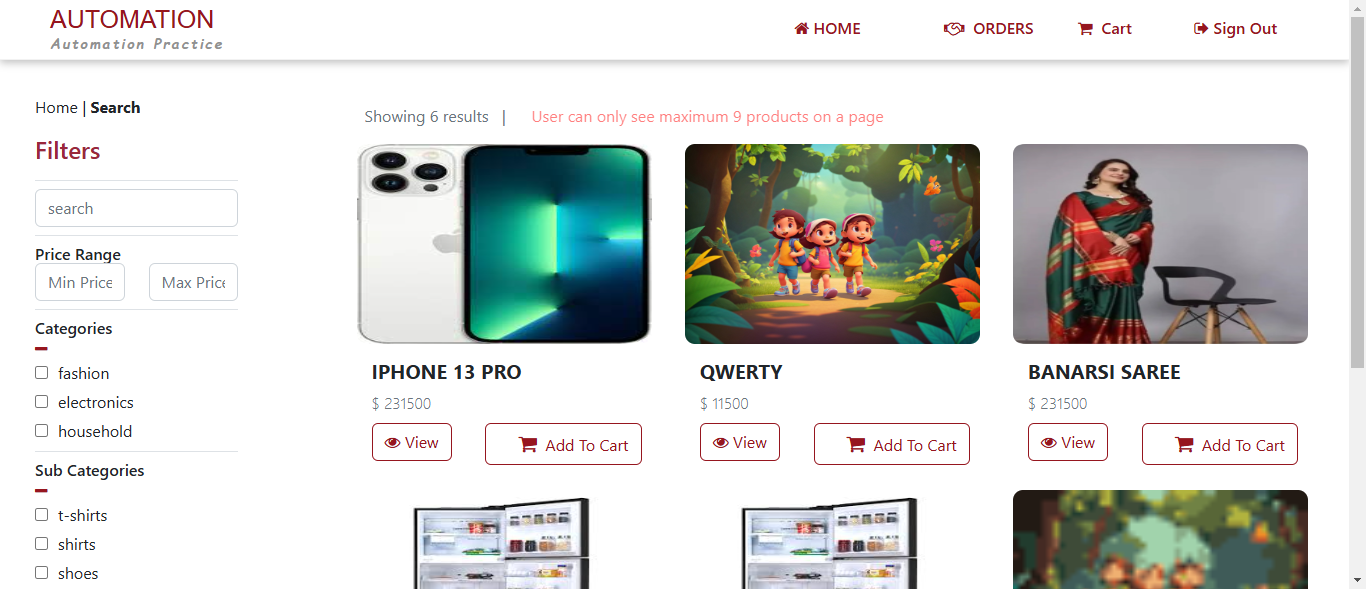 AUTOMATION
Automation Practice
HOME
ORDERS
Cart
Sign Out
Home | Search
Filters
search
Price Range
Min Price
Max Price
Categories
fashion
electronics
household
Sub Categories
t-shirts
shirts
shoes
Showing 6 results |
User can only see maximum 9 products on a page
IPHONE 13 PRO
$ 231500
View
Add To Cart
QWERTY
$ 11500
View
Add To Cart
BANARSI SAREE
$ 231500
View
Add To Cart